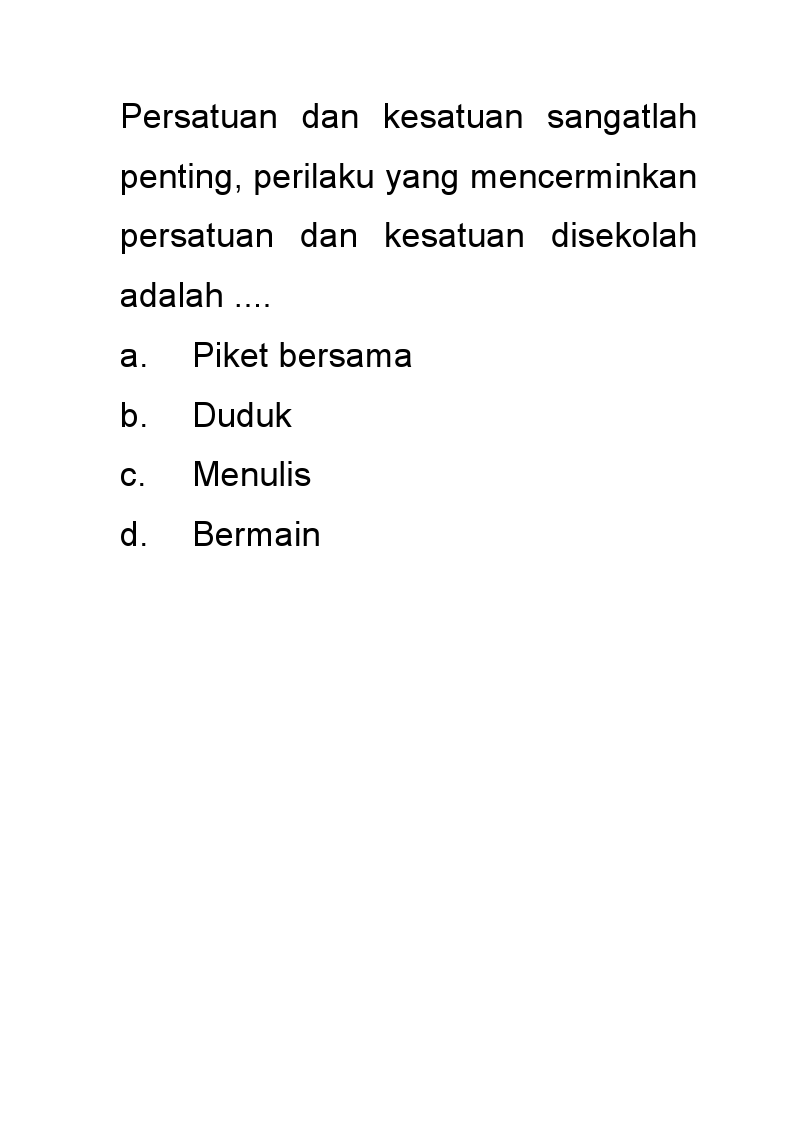 Persatuan dan kesatuan sangatlah
penting, perilaku yang mencerminkan
persatuan dan kesatuan disekolah
adalah ....
a. Piket bersama
b. Duduk
c. Menulis
d. Bermain